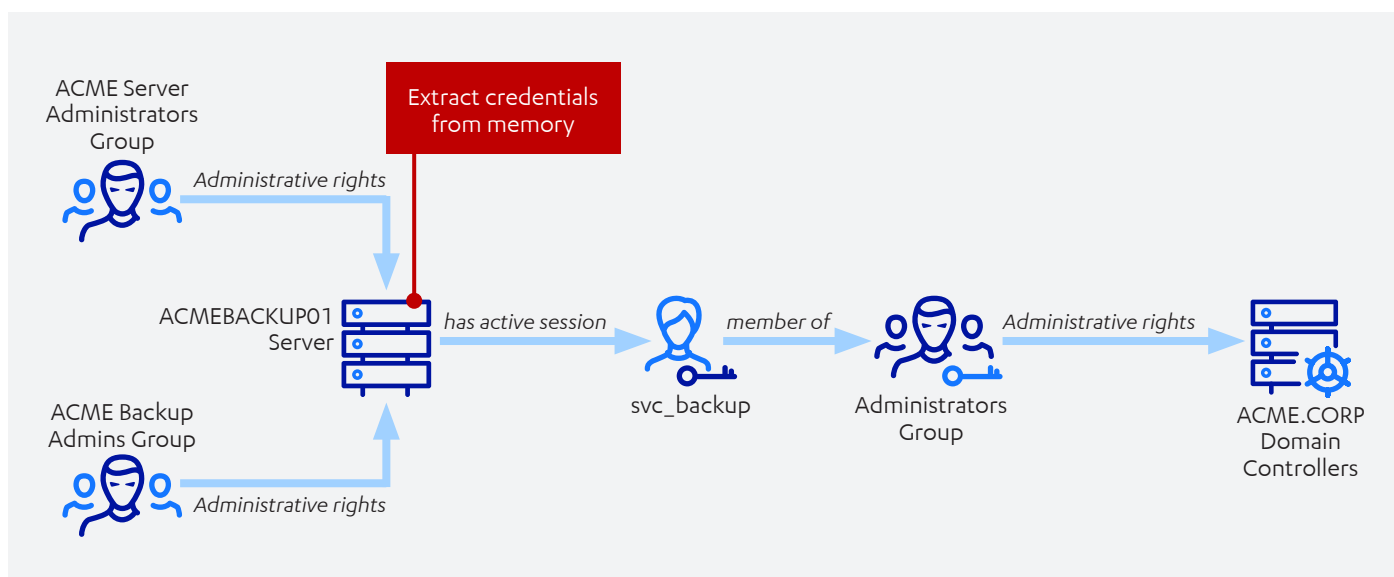 ACME Server
Administrators
Group
Extract credentials
from memory
Administrative rights
ACMEBACKUP01
Server
has active session
member of
Administrative rights
svc_backup
Administrators
Group
ACME.CORP
Domain
Controllers
ACME Backup
Admins Group
Administrative rights